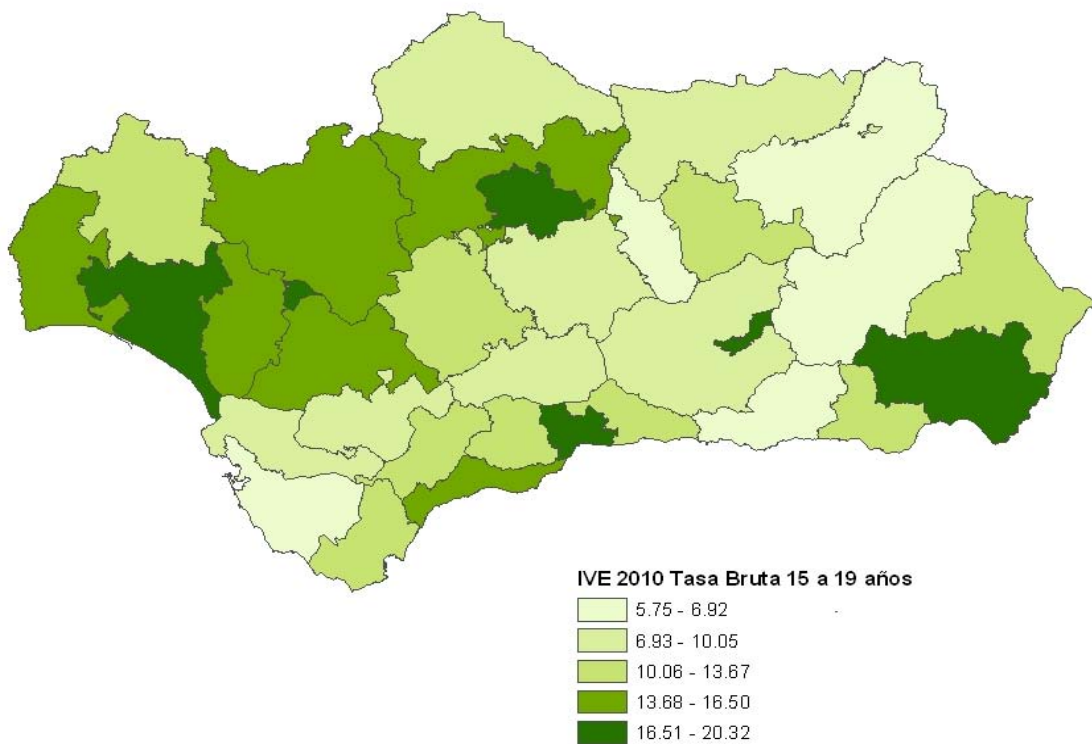 IVE 2010 Tasa Bruta 15 a 19 años
5.75 - 6.92
6.93 - 10.05
10.06 - 13.67
13.68 - 16.50
16.51 - 20.32